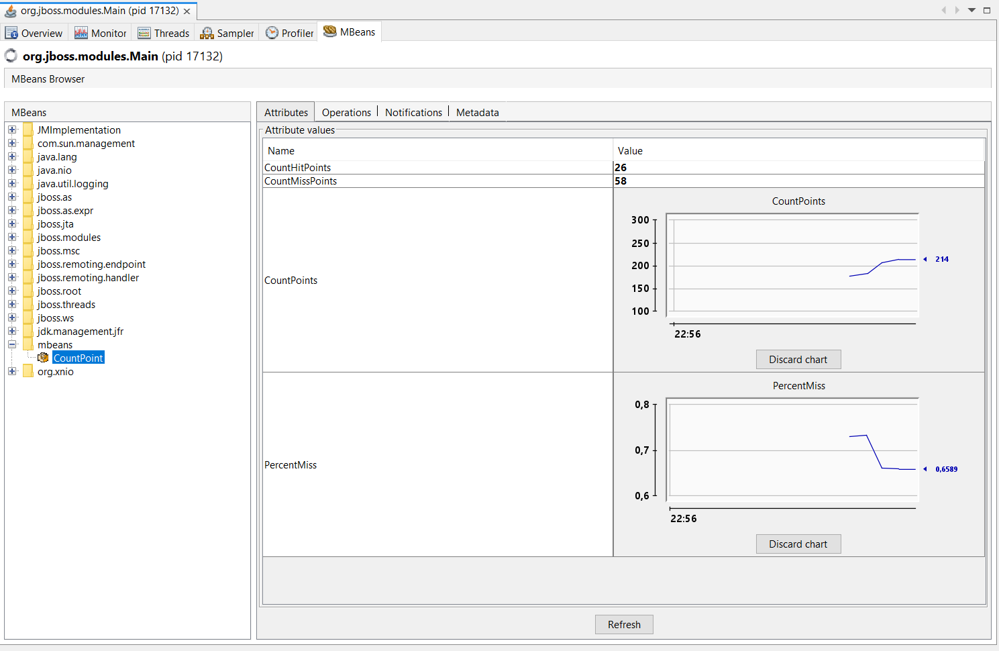 org.jboss.modules.Main (pid 17132)
Overview
Monitor
Threads
Sampler
Profiler
MBeans
org.jboss.modules.Main (pid 17132)
MBeans Browser
MBeans
JMImplementation
com.sun.management
java.lang
java.nio
java.util.logging
jboss.as
jboss.as.expr
jboss.jta
jboss.modules
jboss.msc
jboss.remoting.endpoint
jboss.remoting.handler
jboss.root
jboss.threads
jboss.ws
jdk.management.jfr
mbeans
CountPoint
org.xnio
Attributes
Operations
Notifications
Metadata
Attribute values
Name
Value
CountHitPoints
26
CountMissPoints
58
CountPoints
CountPoints
300
250
200
150
100
214
22:56
Discard chart
PercentMiss
PercentMiss
0,8
0,7
0,6
0,6589
22:56
Discard chart
Refresh